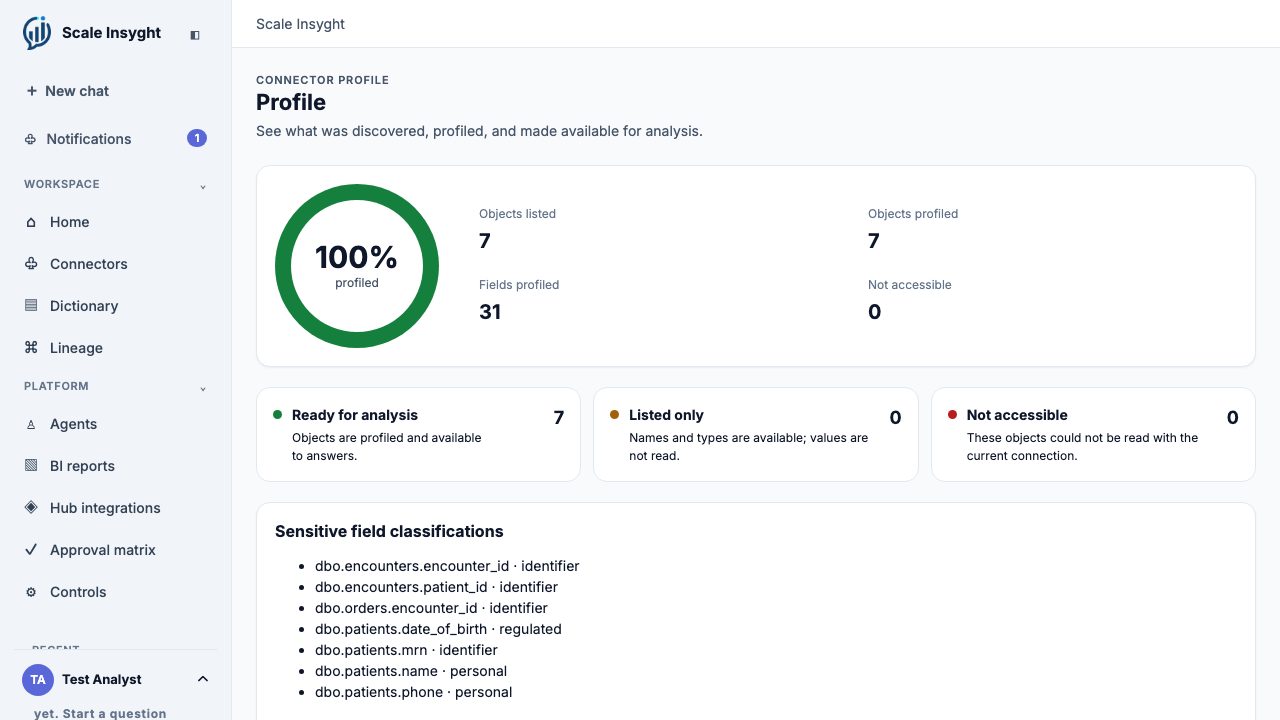 Scale Insyght
New chat
Notifications
1
WORKSPACE
Home
Connectors
Dictionary
Lineage
PLATFORM
Agents
BI reports
Hub integrations
Approval matrix
Controls
RECENT
TA
Test Analyst
yet. Start a question
Scale Insyght
CONNECTOR PROFILE
Profile
See what was discovered, profiled, and made available for analysis.
100%
profiled
Objects listed
7
Objects profiled
7
Fields profiled
31
Not accessible
0
Ready for analysis
7
Objects are profiled and available
to answers.
Listed only
0
Names and types are available; values are
not read.
Not accessible
0
These objects could not be read with the
current connection.
Sensitive field classifications
dbo.encounters.encounter_id · identifier
dbo.encounters.patient_id · identifier
dbo.orders.encounter_id · identifier
dbo.patients.date_of_birth · regulated
dbo.patients.mrn · identifier
dbo.patients.name · personal
dbo.patients.phone · personal